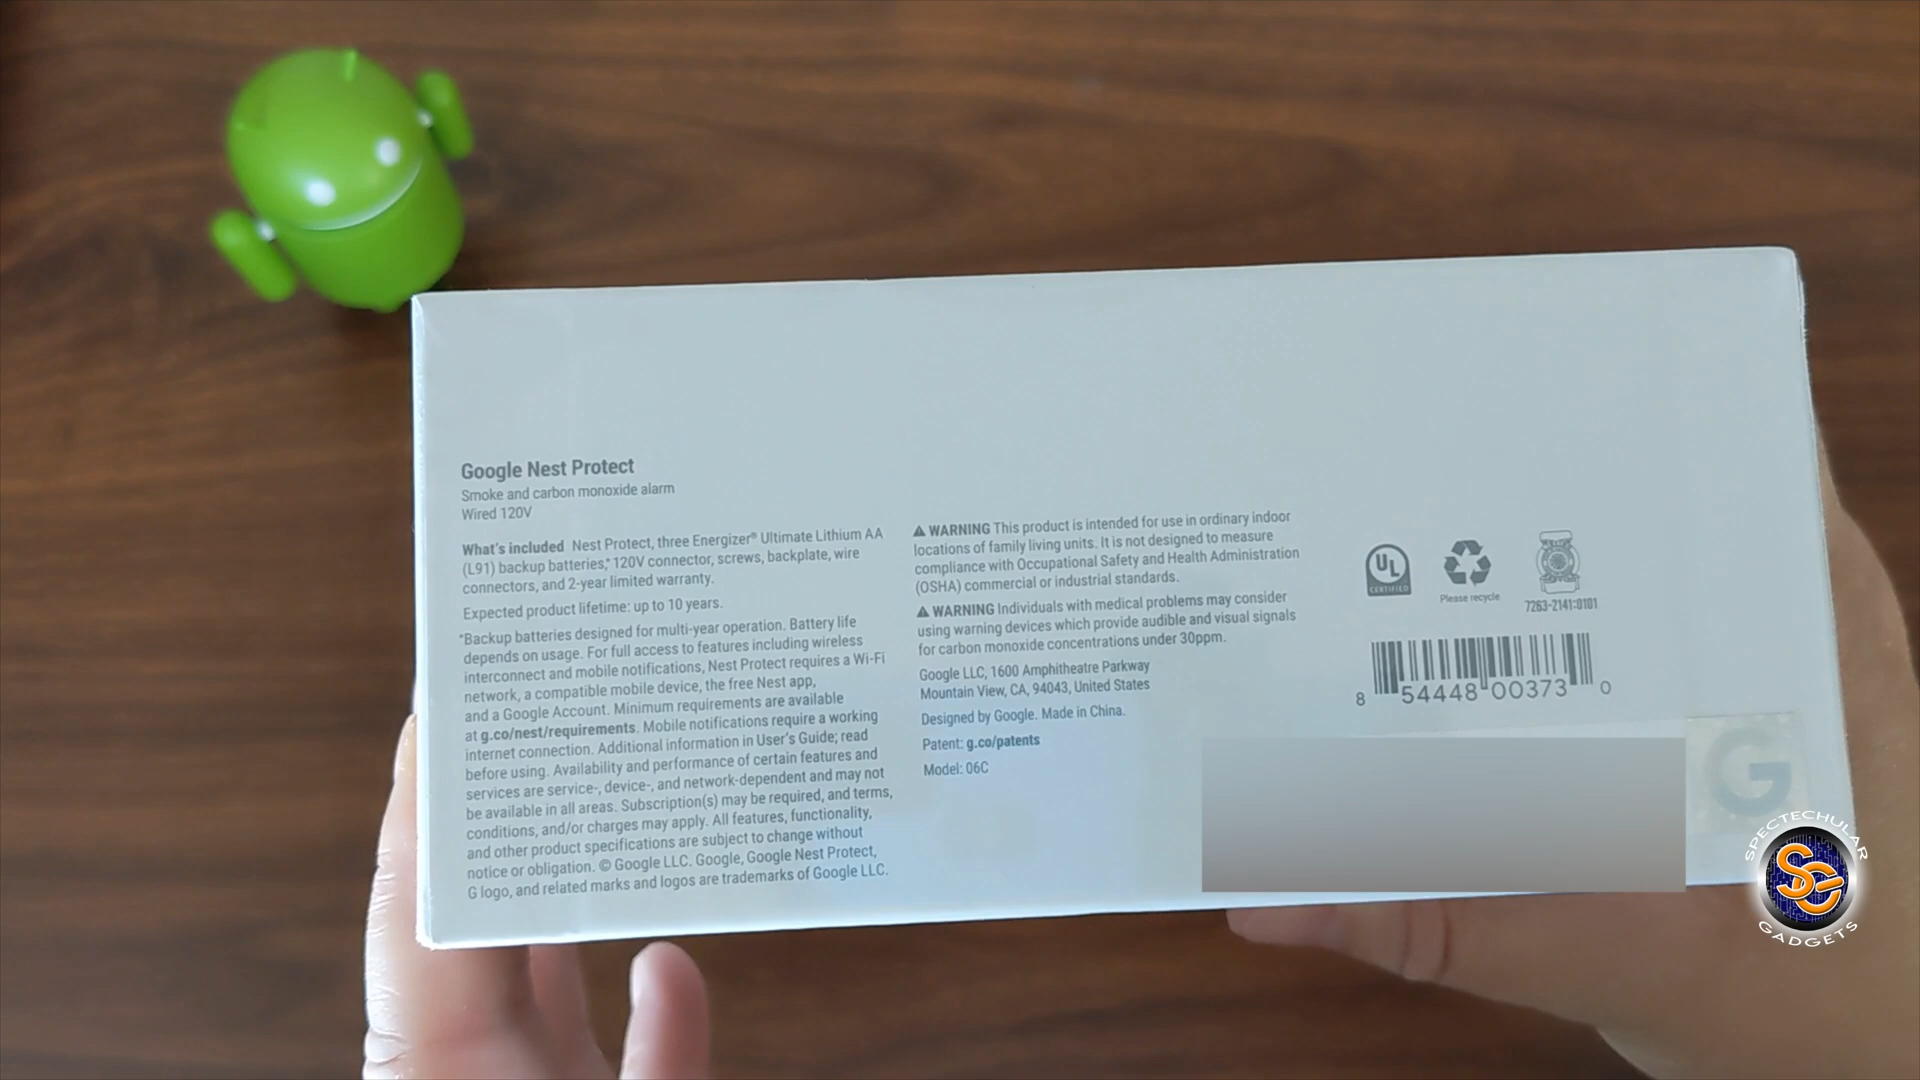 Google Nest Protect
Smoke and carbon monoxide alarm
Wired 120V
What's included Nest Protect, three Energizer® Ultimate Lithium AA
(L91) backup batteries,* 120V connector, screws, backplate, wire
connectors, and 2-year limited warranty.
Expected product lifetime: up to 10 years.
*Backup batteries designed for multi-year operation. Battery life
depends on usage. For full access to features including wireless
interconnect and mobile notifications, Nest Protect requires a Wi-Fi
network, a compatible mobile device, the free Nest app,
and a Google Account. Minimum requirements are available
at g.co/nest/requirements. Mobile notifications require a working
internet connection. Additional information in User's Guide; read
before using. Availability and performance of certain features and
services are service-, device-, and network-dependent and may not
be available in all areas. Subscription(s) may be required, and terms,
conditions, and/or charges may apply. All features, functionality,
and other product specifications are subject to change without
notice or obligation. © Google LLC. Google, Google Nest Protect,
G logo, and related marks and logos are trademarks of Google LLC.
⚠ WARNING This product is intended for use in ordinary indoor
locations of family living units. It is not designed to measure
compliance with Occupational Safety and Health Administration
(OSHA) commercial or industrial standards.
⚠ WARNING Individuals with medical problems may consider
using warning devices which provide audible and visual signals
for carbon monoxide concentrations under 30ppm.
Google LLC, 1600 Amphitheatre Parkway
Mountain View, CA, 94043, United States
Designed by Google. Made in China.
Patent: g.co/patents
Model: 06C
UL
CERTIFIED
Please recycle
7263-2141:0101
8 54448 00373 0
G
SPECTECHULAR
SG
GADGETS